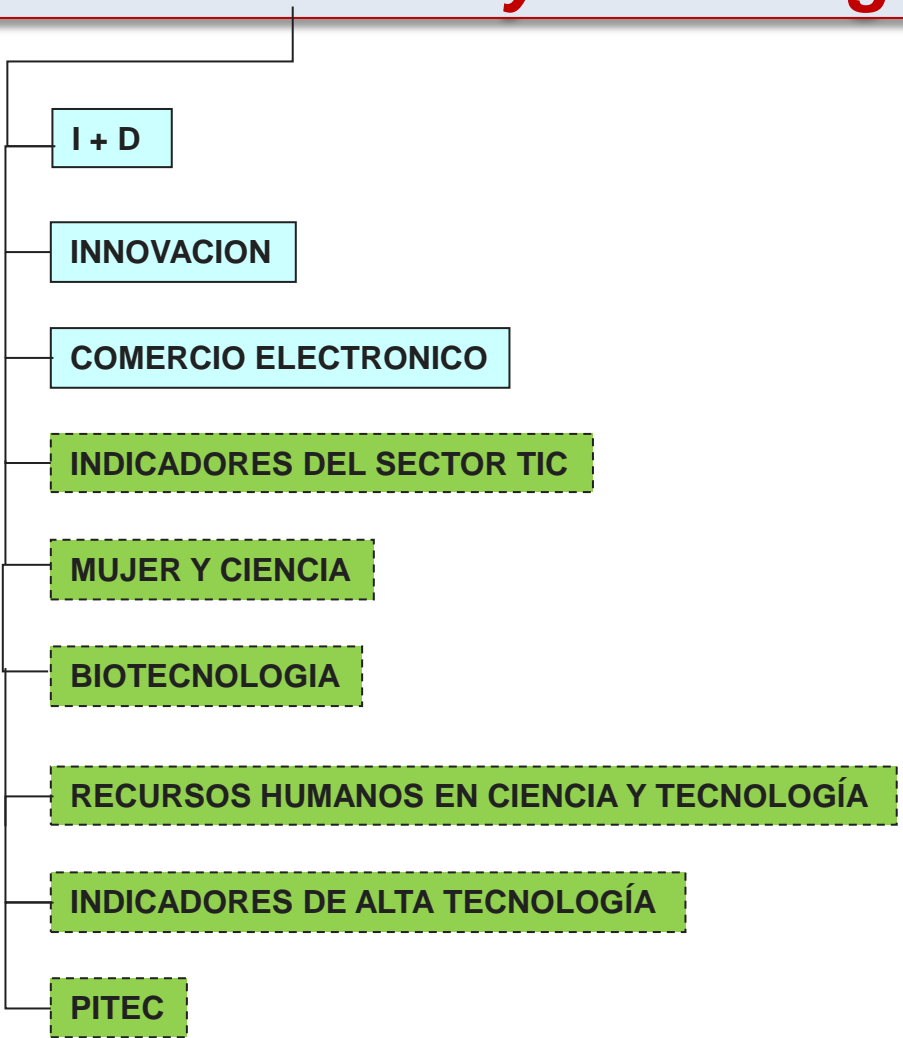 I + D
INNOVACION
COMERCIO ELECTRONICO
INDICADORES DEL SECTOR TIC
MUJER Y CIENCIA
BIOTECNOLOGIA
RECURSOS HUMANOS EN CIENCIA Y TECNOLOGÍA
INDICADORES DE ALTA TECNOLOGÍA
PITEC